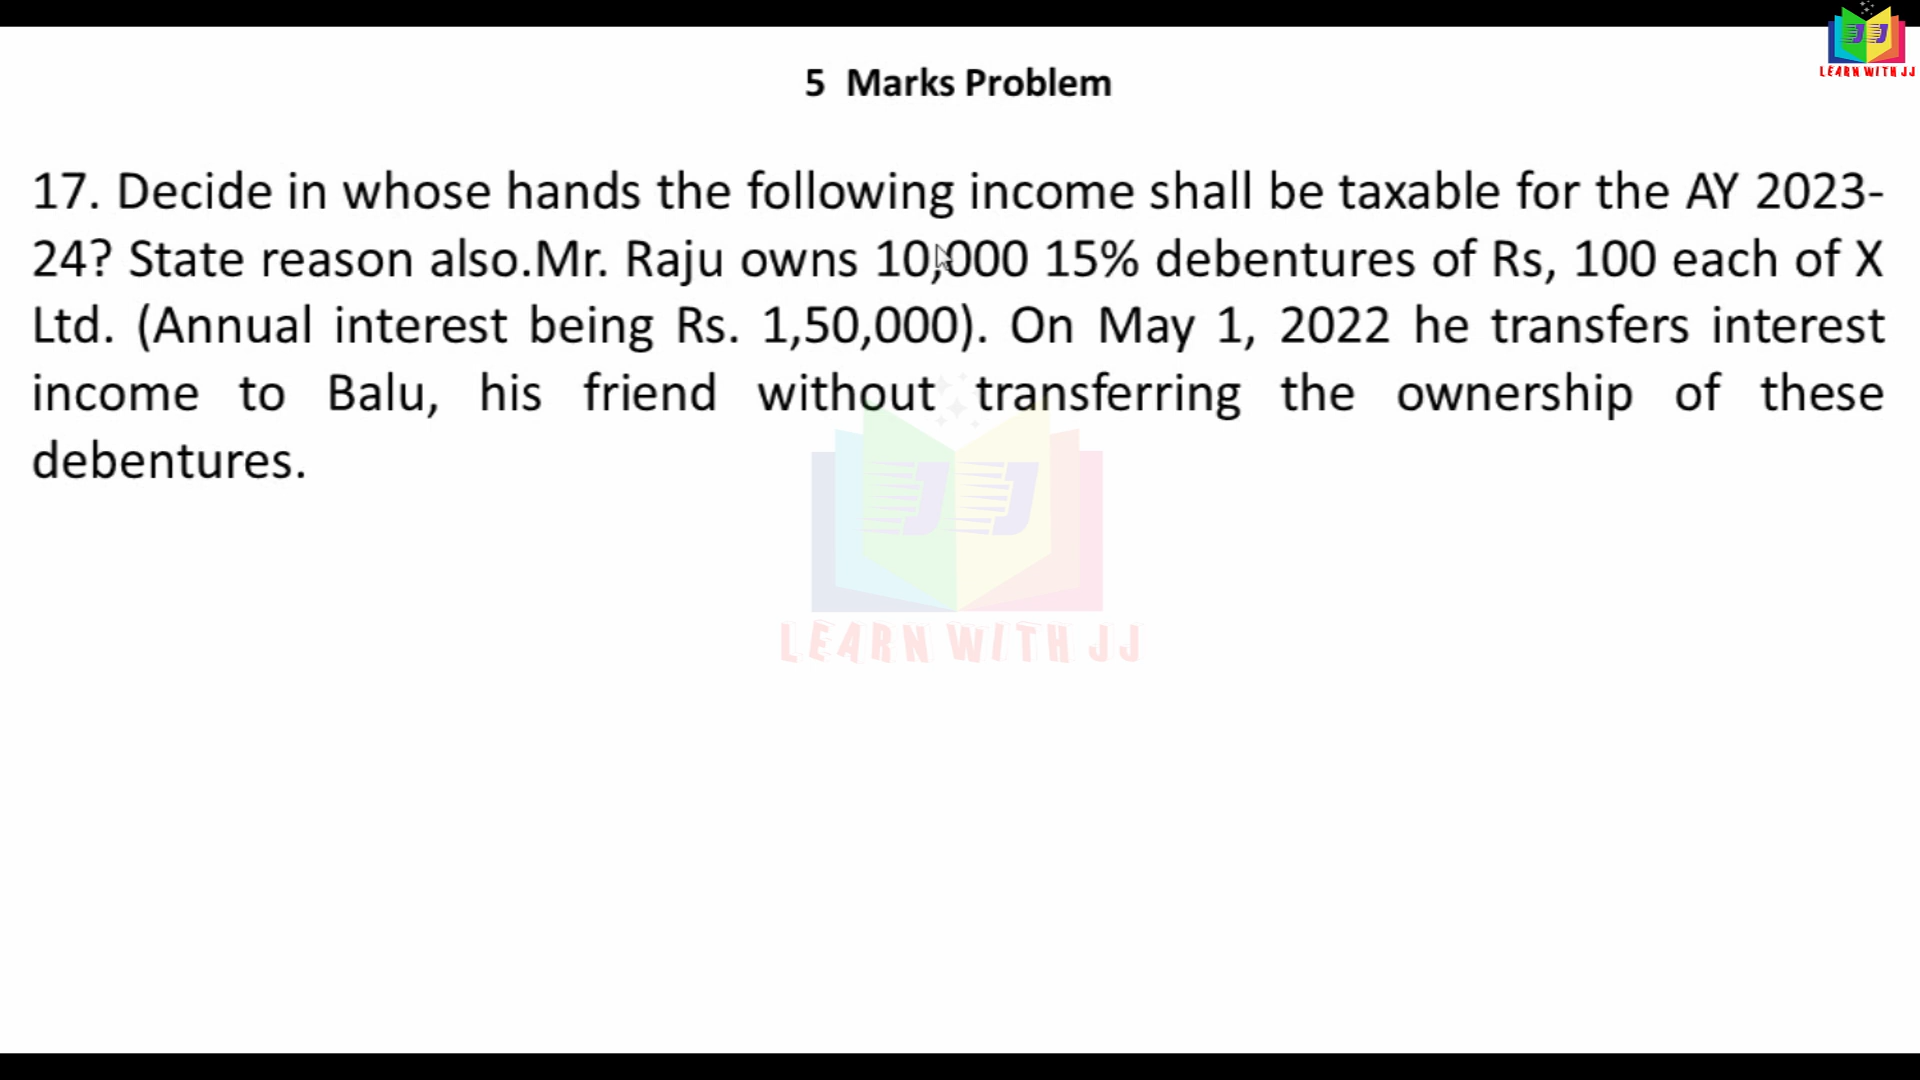 LEARN WITH JJ
5 Marks Problem
17. Decide in whose hands the following income shall be taxable for the AY 2023-
24? State reason also.Mr. Raju owns 10,000 15% debentures of Rs, 100 each of X
Ltd. (Annual interest being Rs. 1,50,000). On May 1, 2022 he transfers interest
income to Balu, his friend without transferring the ownership of these
debentures.
JJ
LEARN WITH JJ